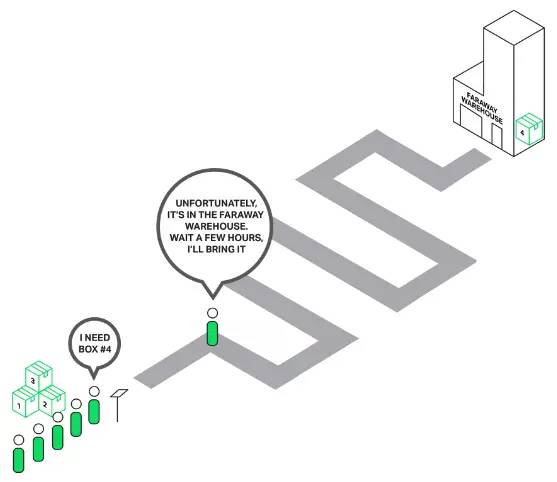 FARAWAY
WAREHOUSE
4
UNFORTUNATELY,
IT'S IN THE FARAWAY
WAREHOUSE.
WAIT A FEW HOURS,
I'LL BRING IT
I NEED
BOX #4
3
1
2